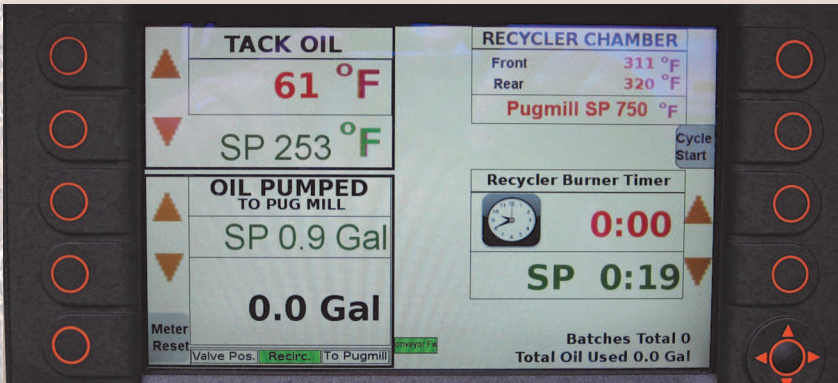 TACK OIL
61 °F
SP 253 °F
OIL PUMPED
TO PUG MILL
SP 0.9 Gal
0.0 Gal
Meter
Reset
Valve Pos. Recirc. To Pugmill
RECYCLER CHAMBER
Front 311 °F
Rear 320 °F
Pugmill SP 750 °F
Cycle
Start
Recycler Burner Timer
0:00
SP 0:19
onveyor Fw
Batches Total 0
Total Oil Used 0.0 Gal